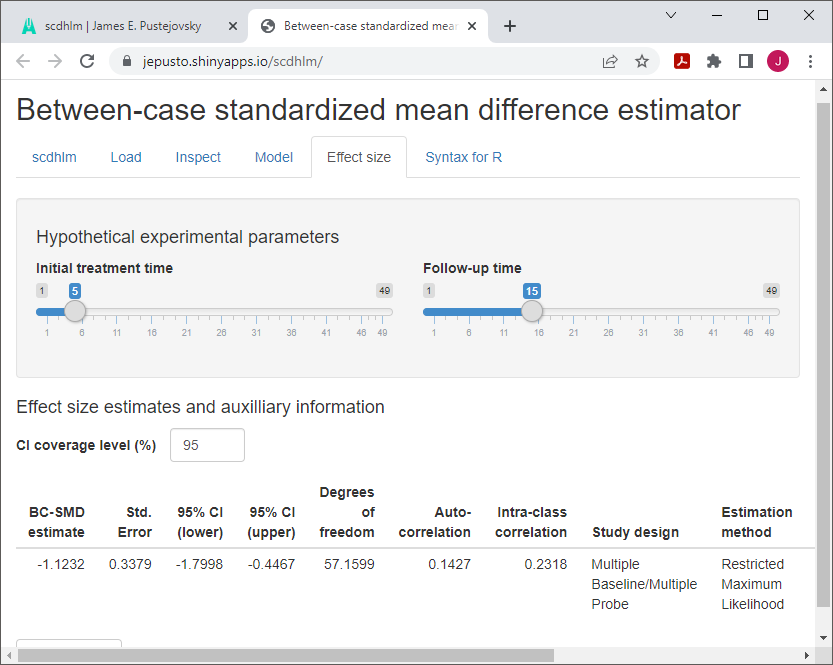 scdhlm | James E. Pustejovsky
Between-case standardized mea
jepusto.shinyapps.io/scdhlm/
J
Between-case standardized mean difference estimator
scdhlm Load Inspect Model Effect size Syntax for R
Hypothetical experimental parameters
Initial treatment time Follow-up time
1 5 49 1 15 49
1 6 11 16 21 26 31 36 41 46 49 1 6 11 16 21 26 31 36 41 46 49
Effect size estimates and auxilliary information
CI coverage level (%) 95
Degrees
BC-SMD Std. 95% CI 95% CI of Auto- Intra-class Estimation
estimate Error (lower) (upper) freedom correlation correlation Study design method
-1.1232 0.3379 -1.7998 -0.4467 57.1599 0.1427 0.2318 Multiple Restricted
Baseline/Multiple Maximum
Probe Likelihood